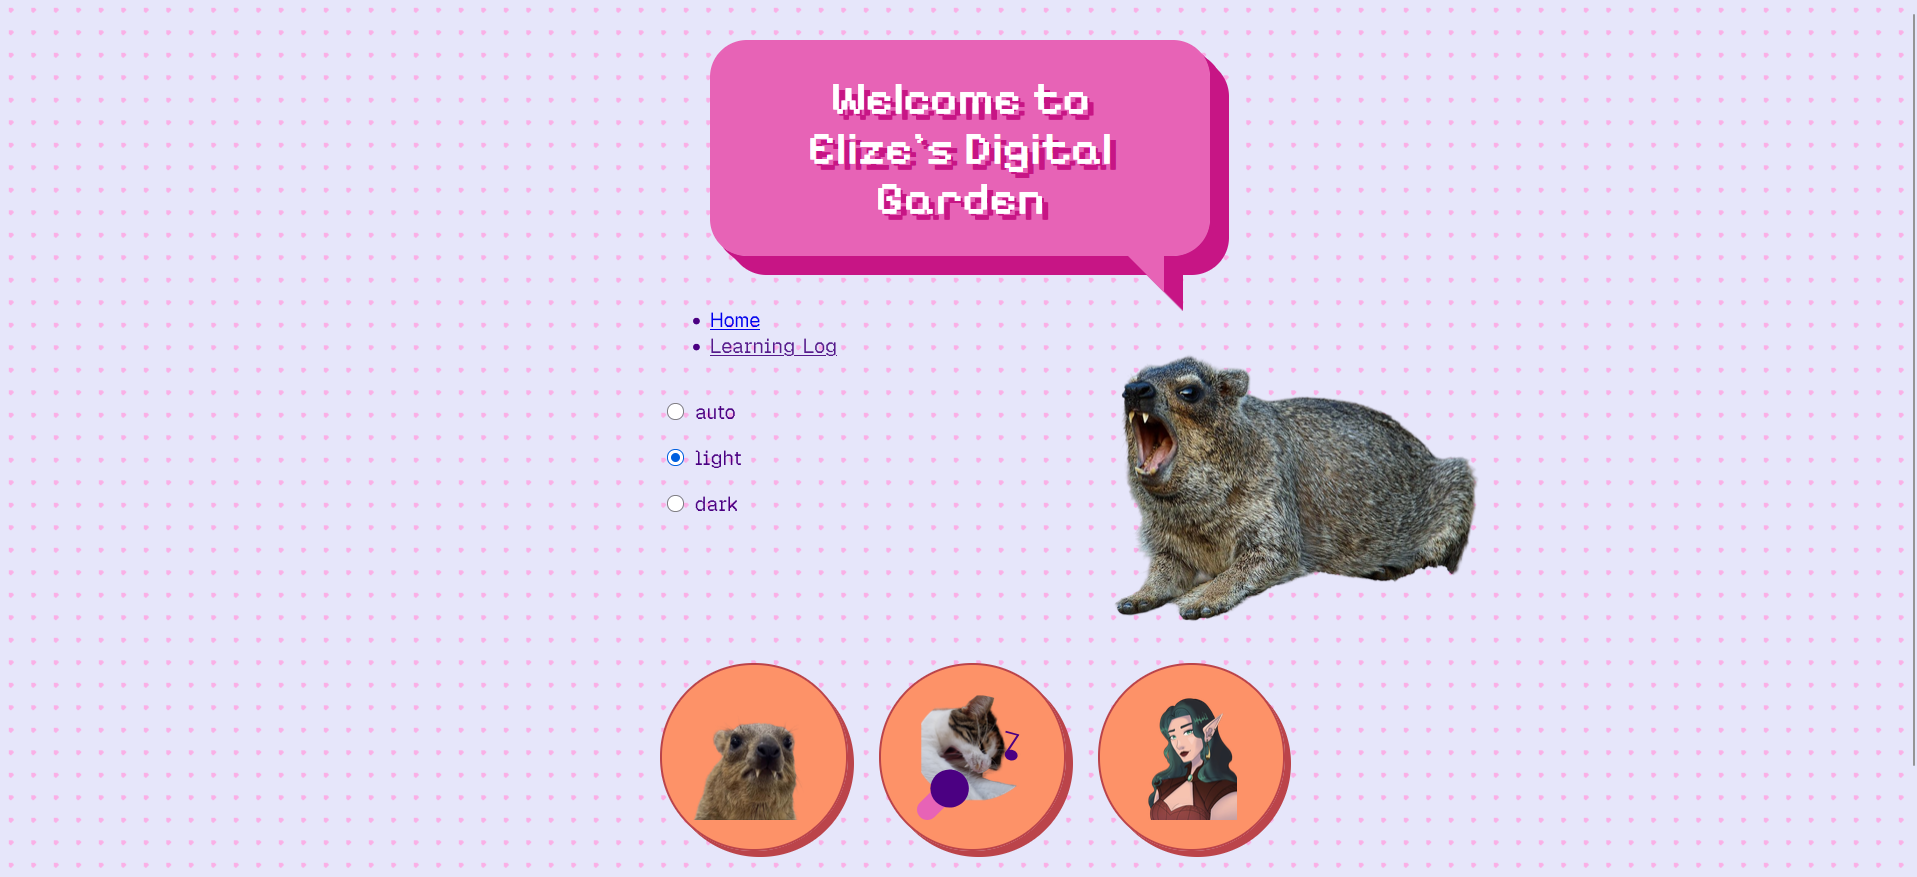 Welcome to
Elize's Digital
Garden
Home
Learning Log
auto
light
dark